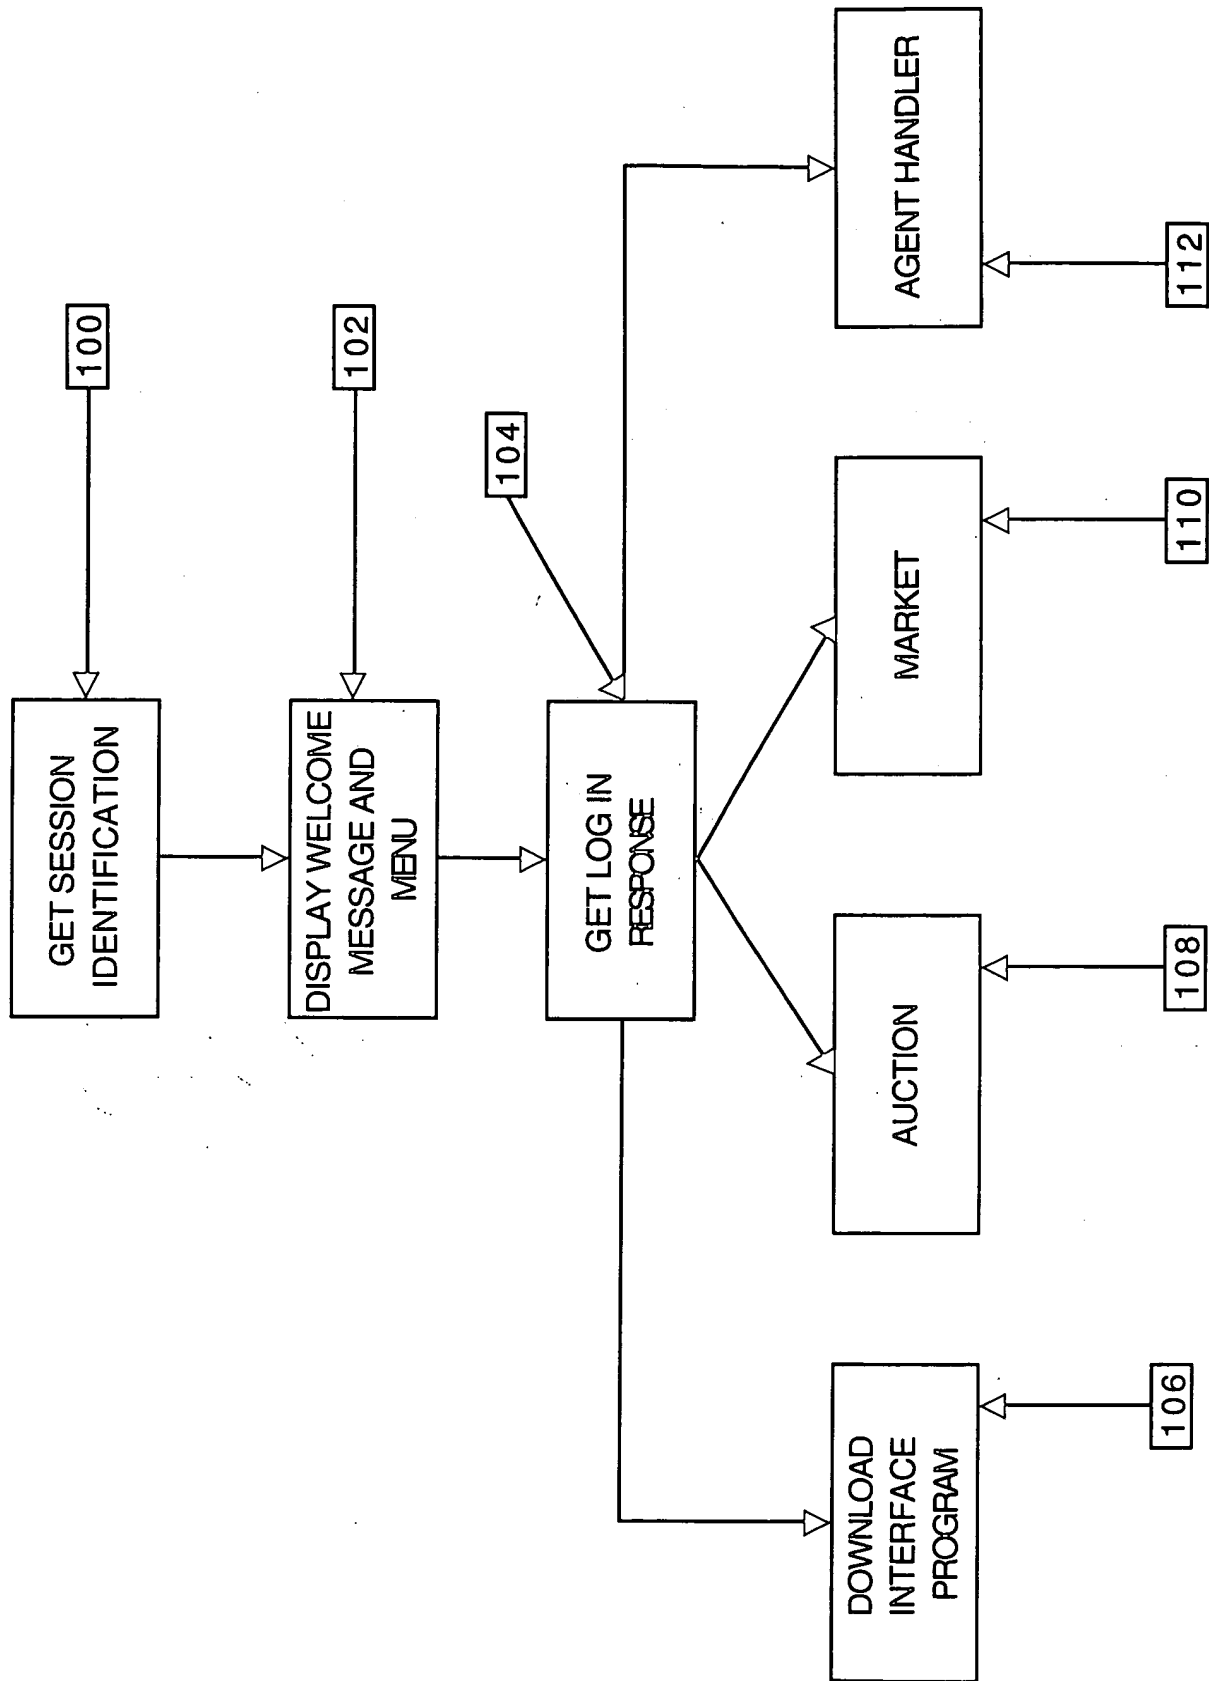 GET SESSION
IDENTIFICATION
100
DISPLAY WELCOME
MESSAGE AND
MENU
102
GET LOG IN
RESPONSE
104
DOWNLOAD
INTERFACE
PROGRAM
106
AUCTION
108
MARKET
110
AGENT HANDLER
112